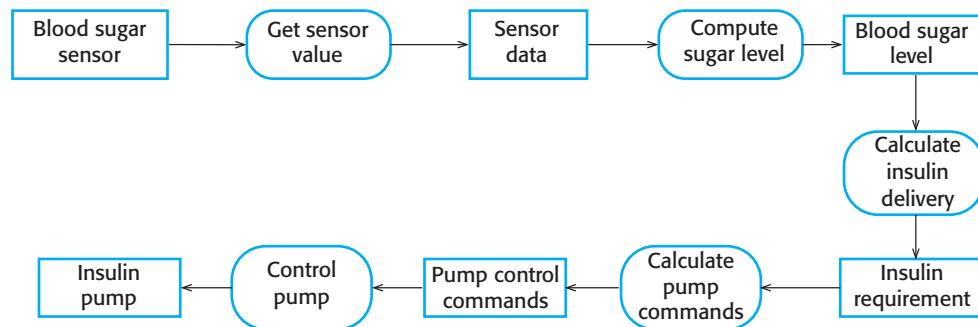 Blood sugar
sensor
Get sensor
value
Sensor
data
Compute
sugar level
Blood sugar
level
Calculate
insulin
delivery
Insulin
pump
Control
pump
Pump control
commands
Calculate
pump
commands
Insulin
requirement